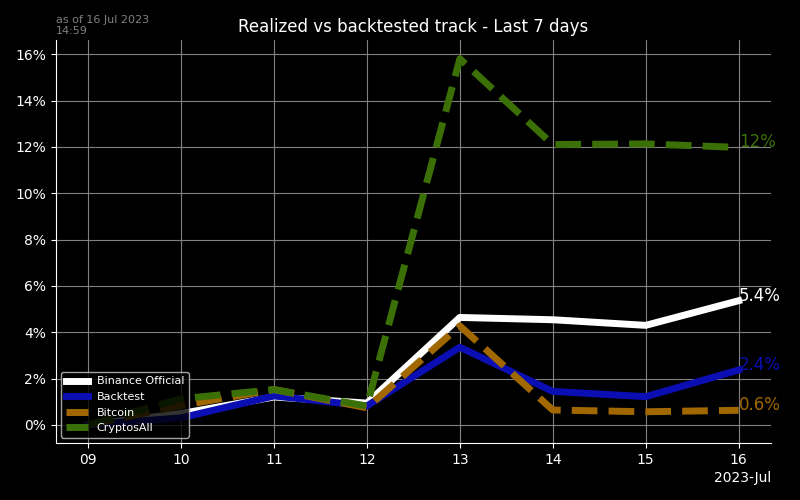 as of 16 Jul 2023
14:59
Realized vs backtested track - Last 7 days
16%
14%
12%
10%
8%
6%
4%
2%
0%
12%
5.4%
2.4%
0.6%
Binance Official
Backtest
Bitcoin
CryptosAll
09 10 11 12 13 14 15 16
2023-Jul